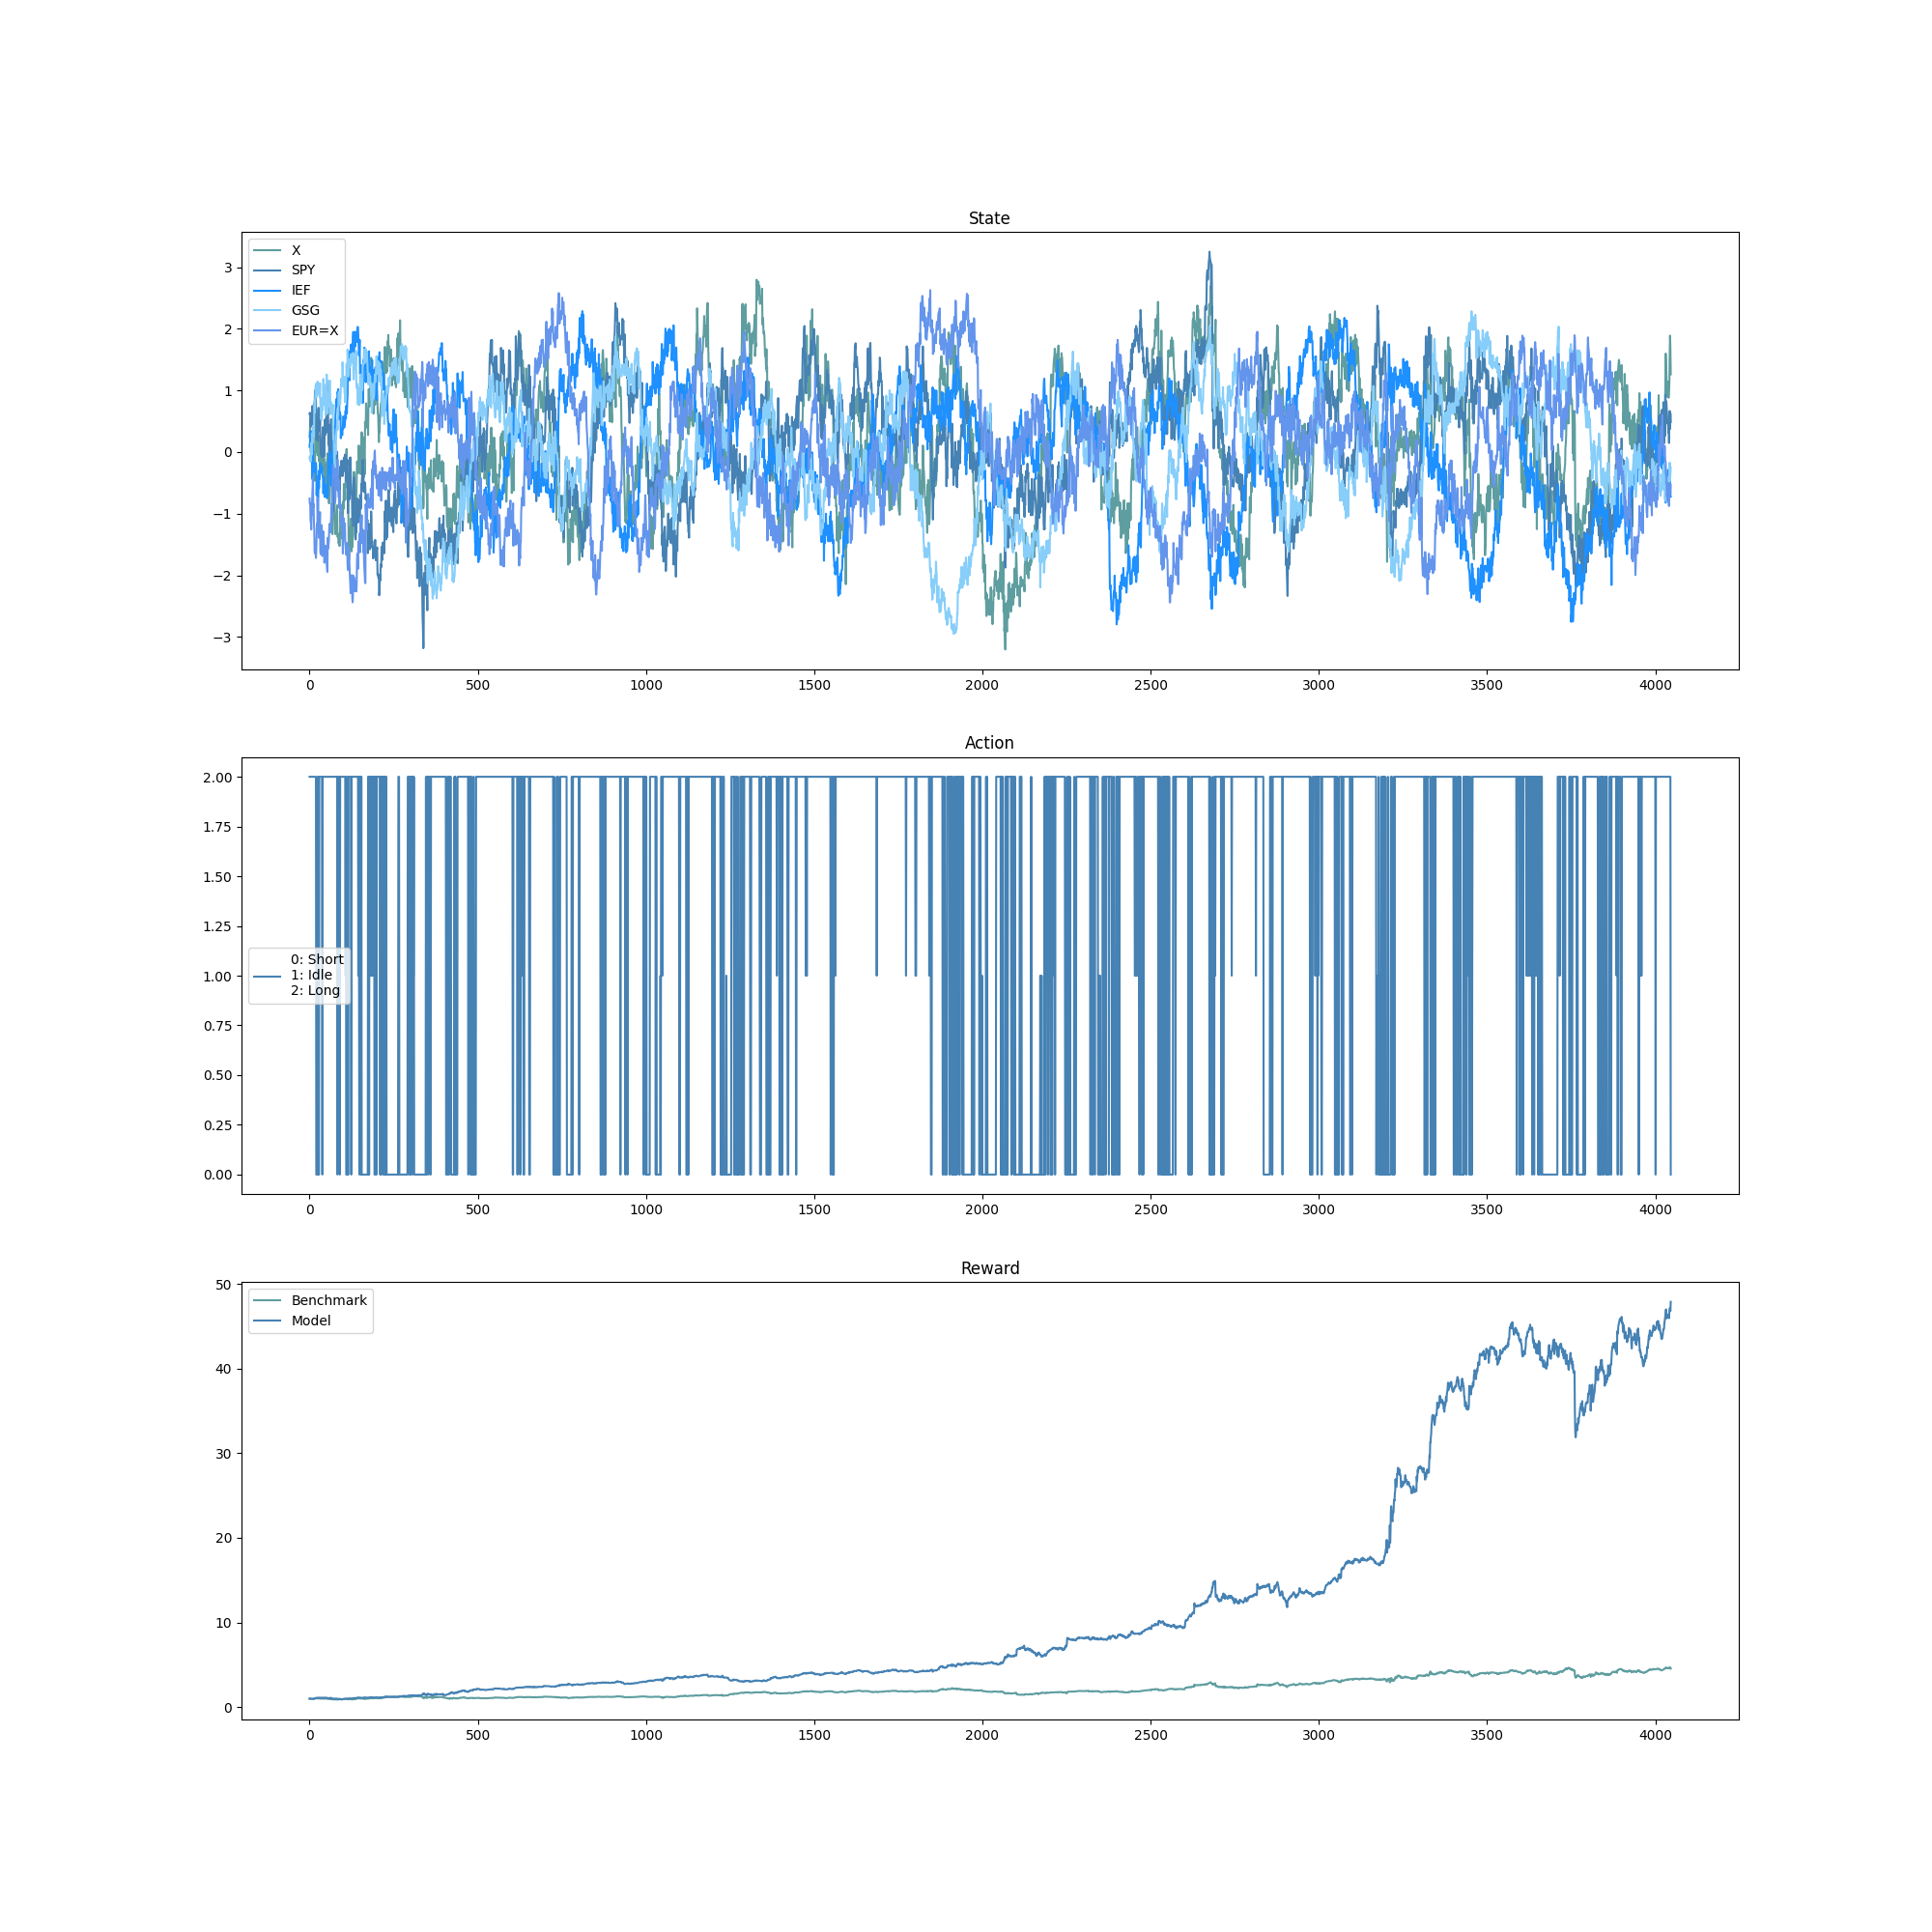 State
X
SPY
IEF
GSG
EUR=X
3
2
1
0
−1
−2
−3
0 500 1000 1500 2000 2500 3000 3500 4000
Action
2.00
1.75
1.50
1.25
1.00
0.75
0.50
0.25
0.00
0: Short
1: Idle
2: Long
0 500 1000 1500 2000 2500 3000 3500 4000
Reward
Benchmark
Model
50
40
30
20
10
0
0 500 1000 1500 2000 2500 3000 3500 4000